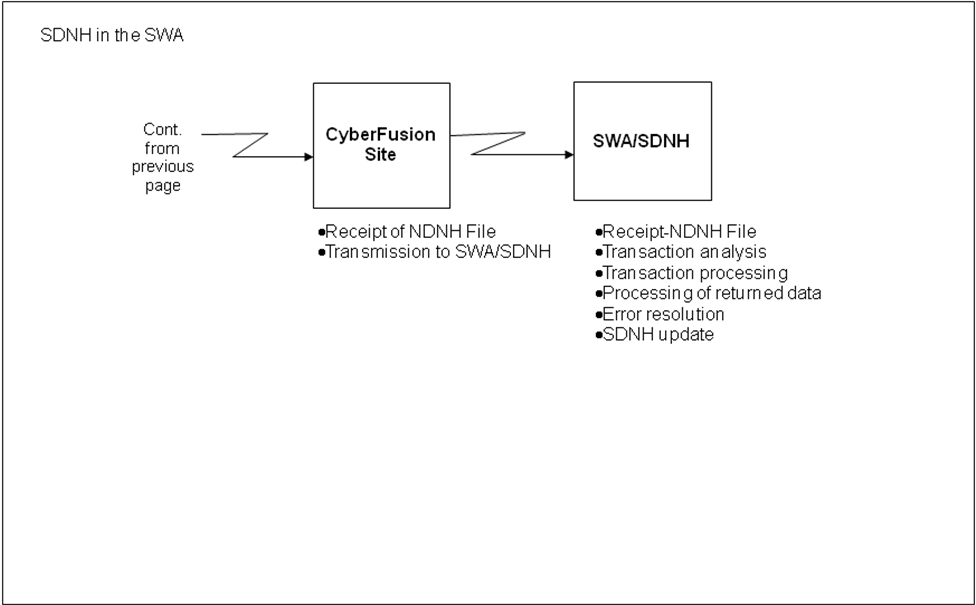 SDNH in the SWA
Cont.
from
previous
page
CyberFusion
Site
SWA/SDNH
•Receipt of NDNH File
•Transmission to SWA/SDNH
•Receipt-NDNH File
•Transaction analysis
•Transaction processing
•Processing of returned data
•Error resolution
•SDNH update